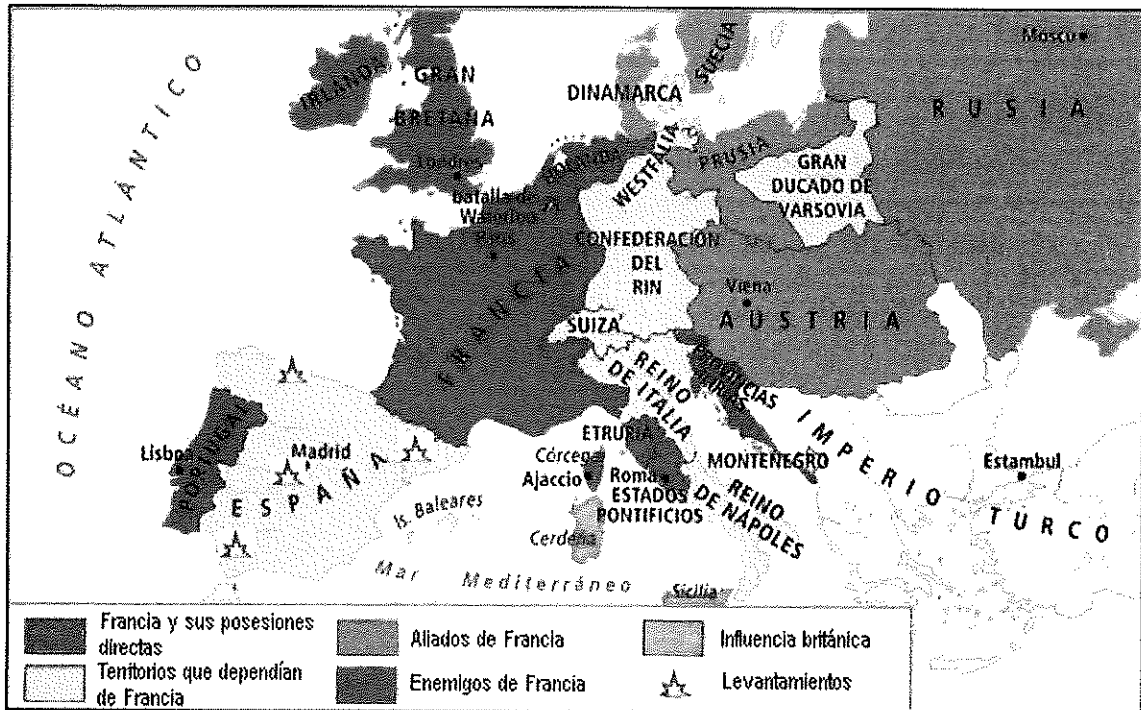 OCÉANO ATLÁNTICO
IRLANDA
GRAN
BRETAÑA
Londres
DINAMARCA
SUECIA
Moscu
RUSIA
HOLANDA
WESTFALIA
PRUSIA
GRAN
DUCADO DE
VARSOVIA
Batalla de
Waterloo
París
FRANCIA
CONFEDERACIÓN
DEL
RIN
Viena
AUSTRIA
SUIZA
REINO
DE ITALIA
PROVINCIAS
ILIRIAS
IMPERIO TURCO
Estambul
MONTENEGRO
ETRURIA
Córcega
Ajaccio
Roma
ESTADOS
PONTIFICIOS
REINO
DE NÁPOLES
Cerdeña
Sicilia
Lisboa
PORTUGAL
Madrid
ESPAÑA
Is. Baleares
Mar Mediterráneo
Francia y sus posesiones
directas
Territorios que dependían
de Francia
Aliados de Francia
Enemigos de Francia
Influencia británica
Levantamientos